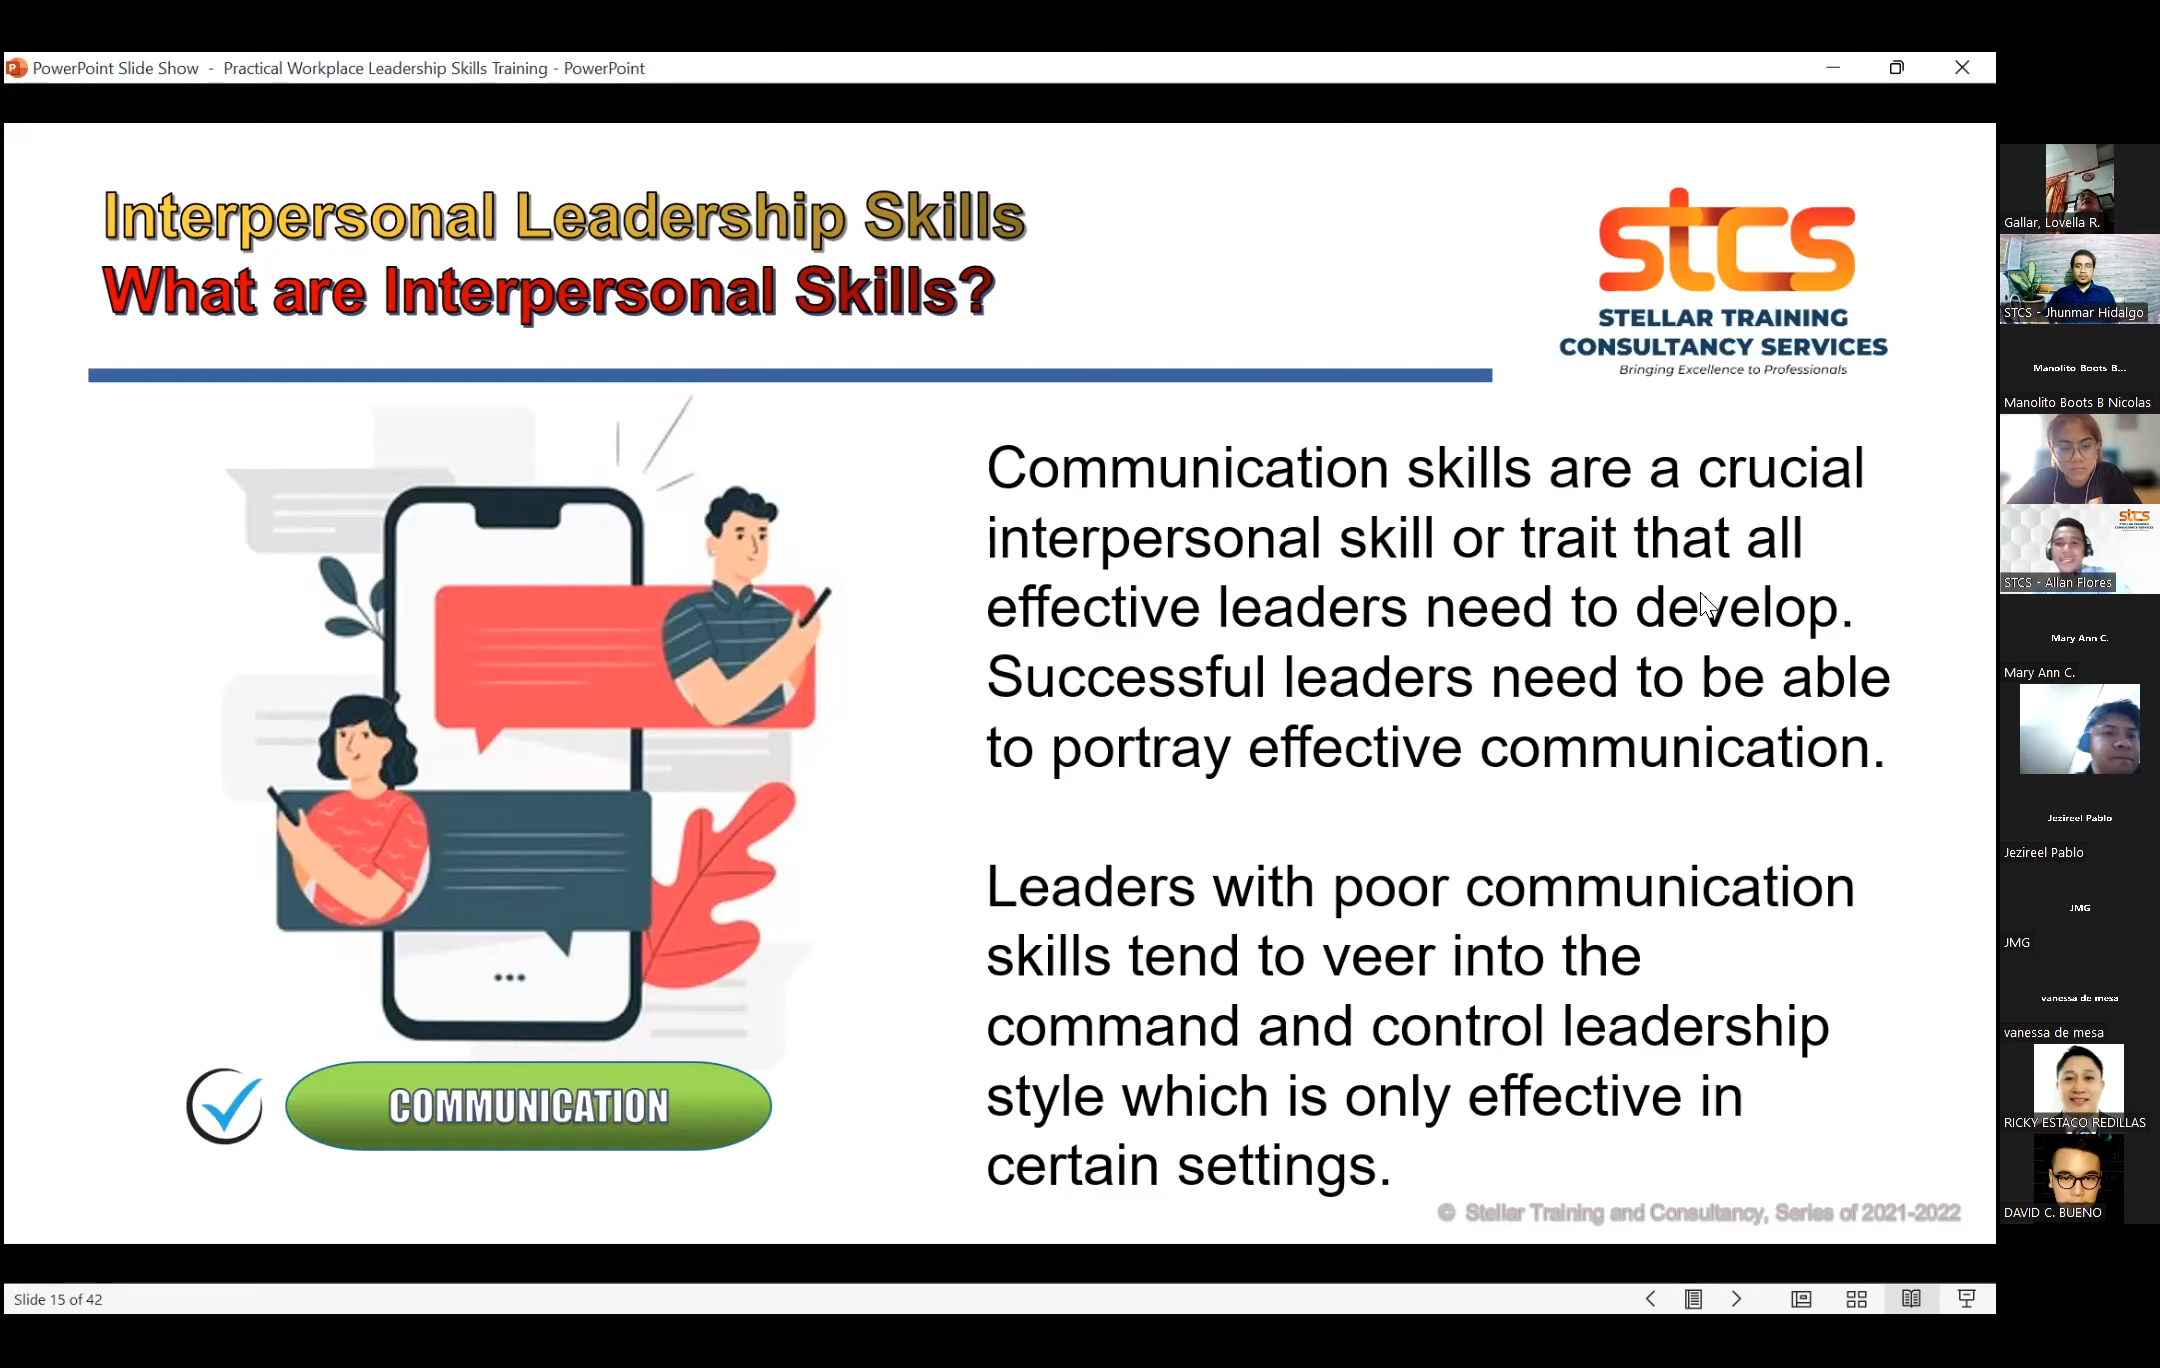 PowerPoint Slide Show - Practical Workplace Leadership Skills Training - PowerPoint
Interpersonal Leadership Skills
What are Interpersonal Skills?
stcs
STELLAR TRAINING
CONSULTANCY SERVICES
Bringing Excellence to Professionals
Communication skills are a crucial
interpersonal skill or trait that all
effective leaders need to develop.
Successful leaders need to be able
to portray effective communication.
Leaders with poor communication
skills tend to veer into the
command and control leadership
style which is only effective in
certain settings.
COMMUNICATION
© Stellar Training and Consultancy, Series of 2021-2022
Slide 15 of 42
Gallar, Lovella R.
STCS - Jhunmar Hidalgo
Manolito Boots B...
Manolito Boots B Nicolas
stcs
STCS - Allan Flores
Mary Ann C.
Mary Ann C.
Jezireel Pablo
Jezireel Pablo
JMG
JMG
vanessa de mesa
vanessa de mesa
RICKY ESTACO REDILLAS
DAVID C. BUENO